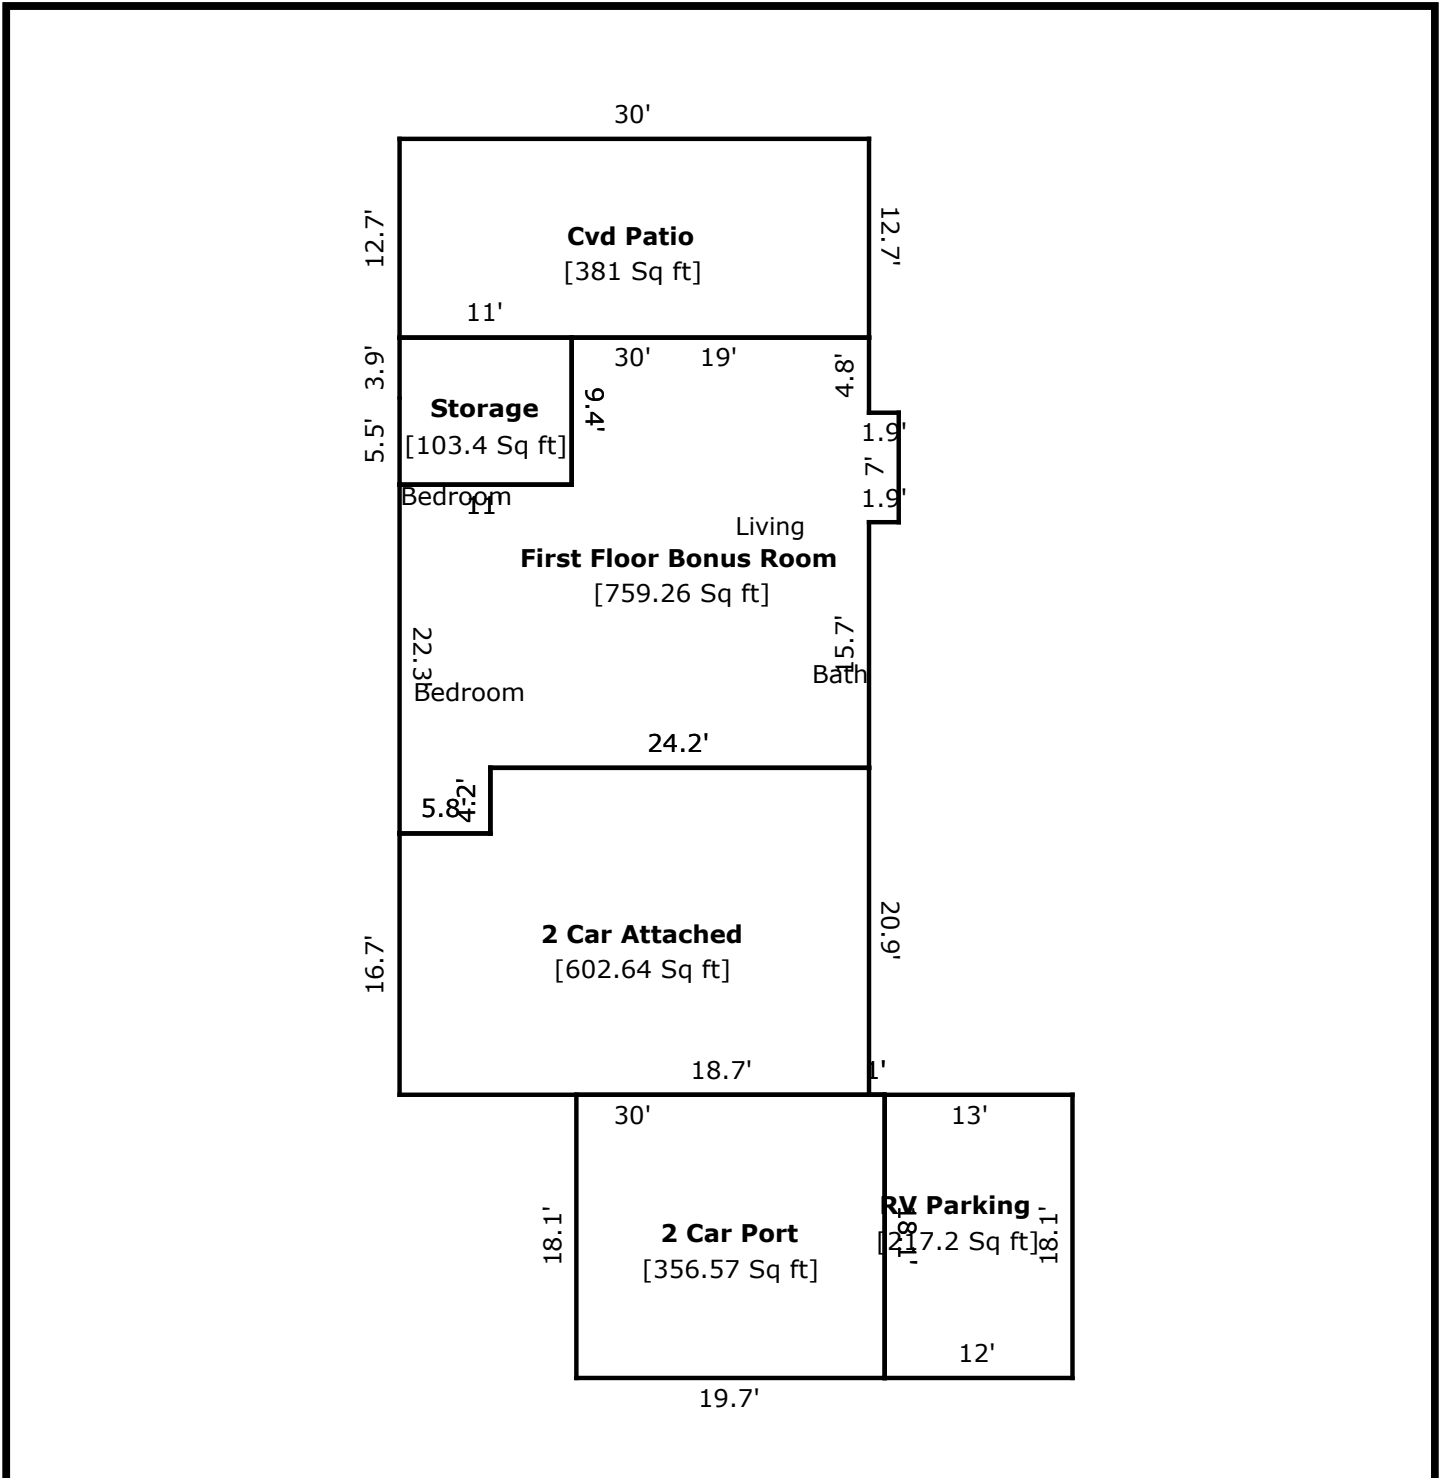 30'
12.7'
12.7'
Cvd Patio
[381 Sq ft]
11'
3.9'
30'
19'
4.8'
9.4'
Storage
[103.4 Sq ft]
5.5'
1.9'
7'
1.9'
Bedroom
11'
Living
First Floor Bonus Room
[759.26 Sq ft]
22.3'
15.7'
Bath
Bedroom
24.2'
4.2'
5.8'
2 Car Attached
[602.64 Sq ft]
16.7'
20.9'
18.7'
1'
30'
13'
18.1'
2 Car Port
[356.57 Sq ft]
RV Parking
[217.2 Sq ft]
18.1'
18.1'
12'
19.7'